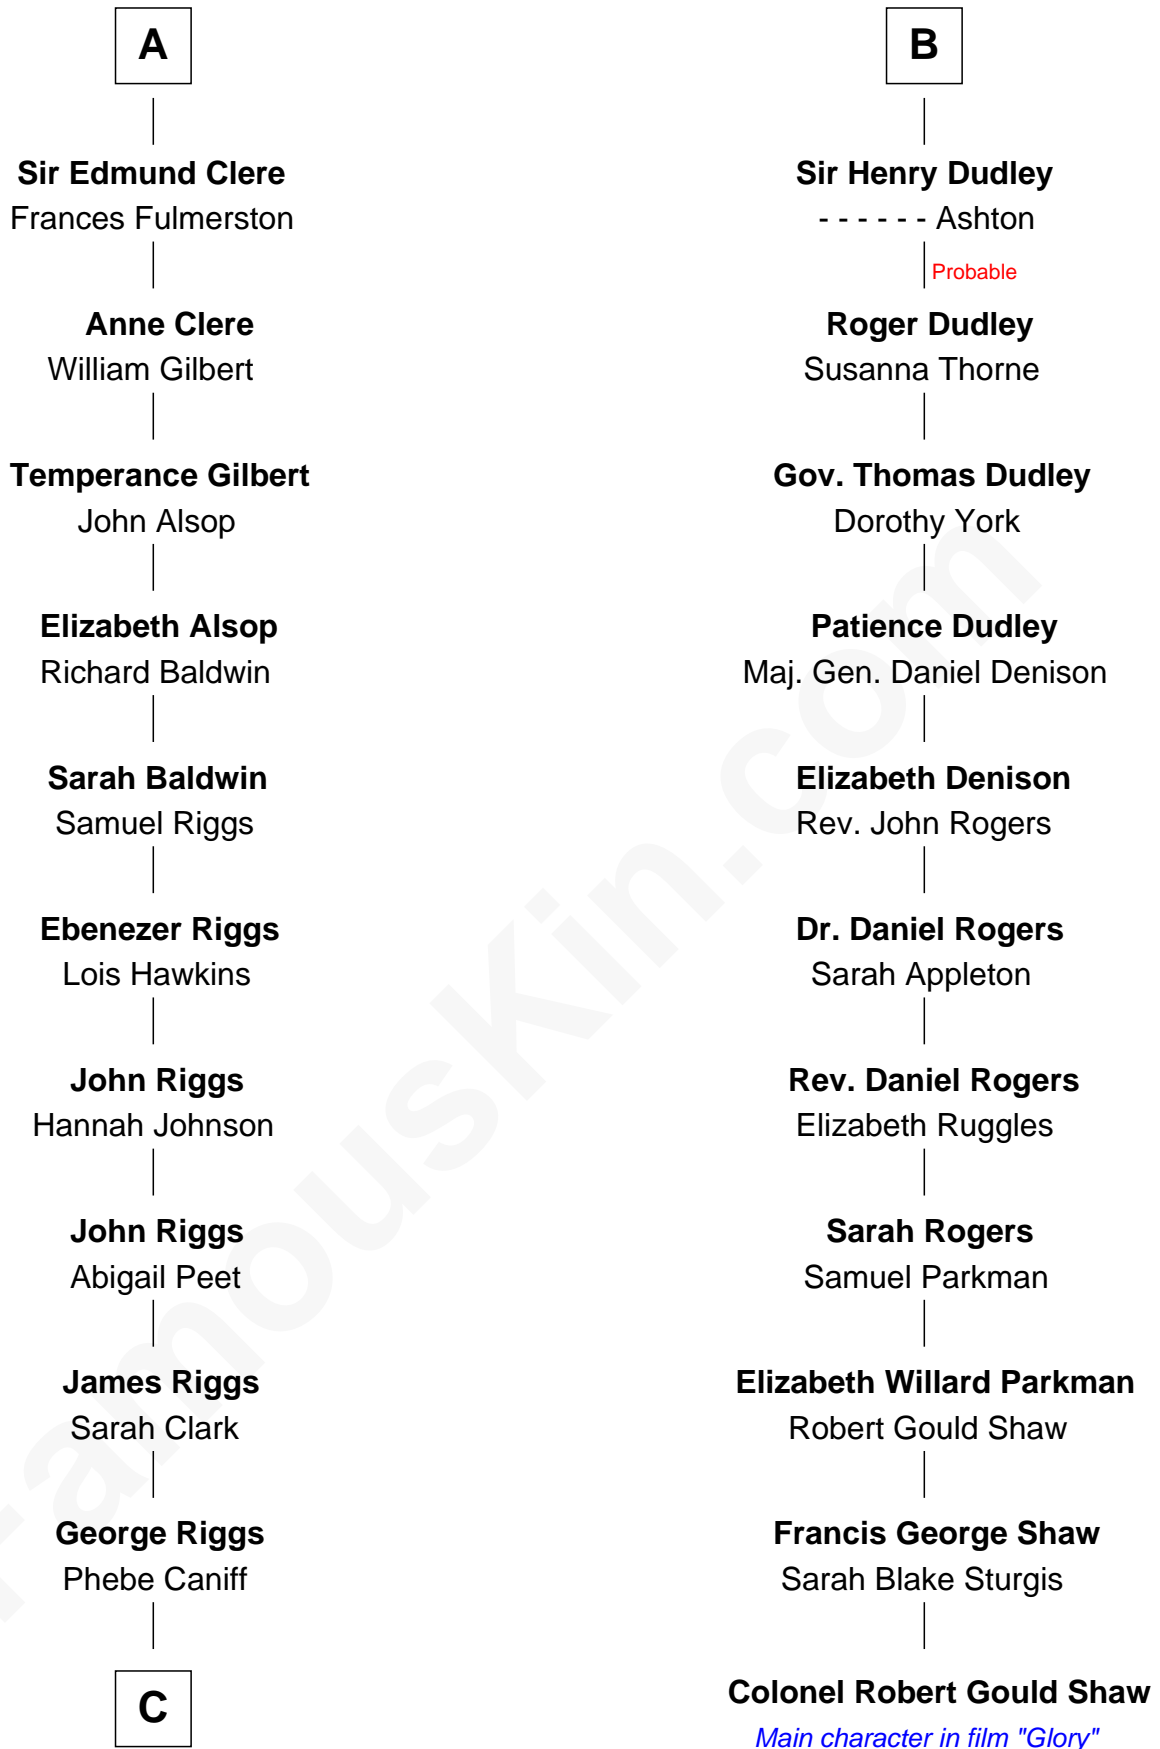 A
Sir Edmund Clere
Frances Fulmerston
Anne Clere
William Gilbert
Temperance Gilbert
John Alsop
Elizabeth Alsop
Richard Baldwin
Sarah Baldwin
Samuel Riggs
Ebenezer Riggs
Lois Hawkins
John Riggs
Hannah Johnson
John Riggs
Abigail Peet
James Riggs
Sarah Clark
George Riggs
Phebe Caniff
C
B
Sir Henry Dudley
- - - - - - Ashton
Probable
Roger Dudley
Susanna Thorne
Gov. Thomas Dudley
Dorothy York
Patience Dudley
Maj. Gen. Daniel Denison
Elizabeth Denison
Rev. John Rogers
Dr. Daniel Rogers
Sarah Appleton
Rev. Daniel Rogers
Elizabeth Ruggles
Sarah Rogers
Samuel Parkman
Elizabeth Willard Parkman
Robert Gould Shaw
Francis George Shaw
Sarah Blake Sturgis
Colonel Robert Gould Shaw
Main character in film "Glory"
FamousKin.com